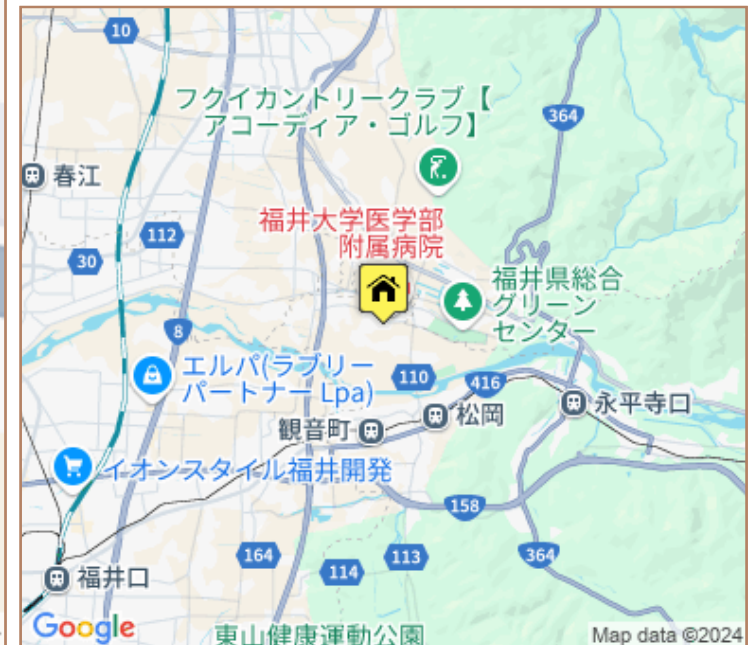 10
フクイカントリークラブ【
アコーディア・ゴルフ】
364
春江
福井大学医学部
附属病院
112
30
福井県総合
グリーン
センター
8
エルパ(ラブリー
パートナー Lpa)
110
416
永平寺口
松岡
観音町
イオンスタイル福井開発
158
164
114
113
364
福井口
Google
東山健康運動公園
Map data ©2024